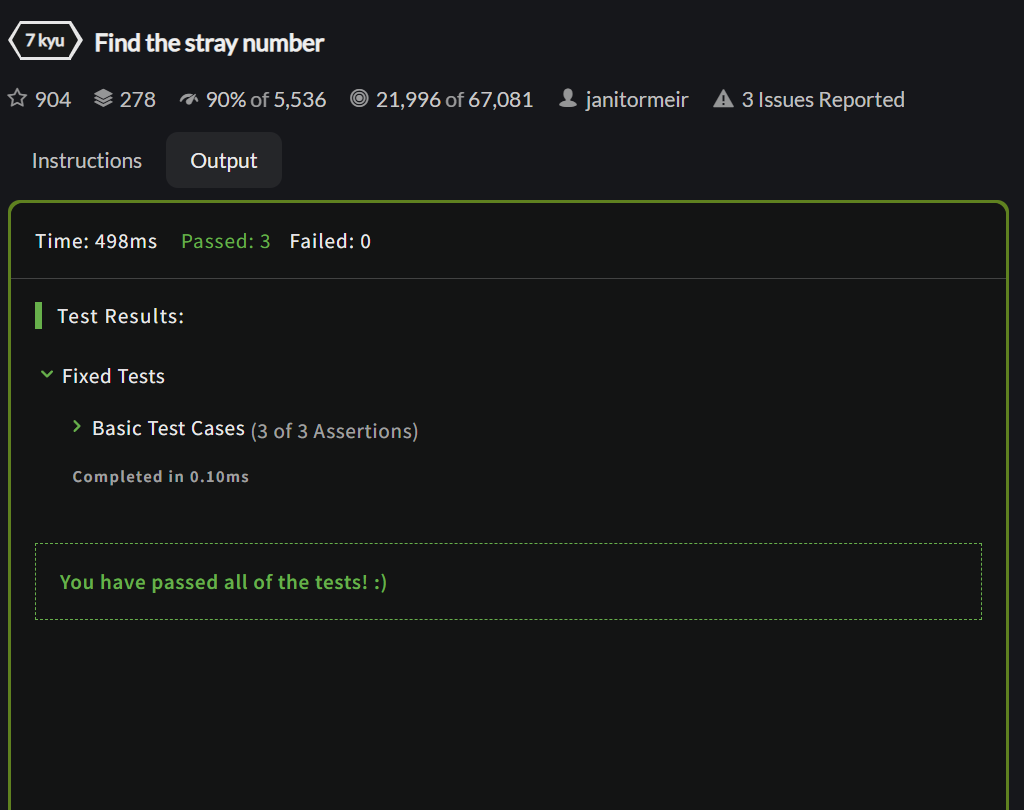 7 kyu Find the stray number
904 278 90% of 5,536 21,996 of 67,081 janitormeir 3 Issues Reported
Instructions Output
Time: 498ms Passed: 3 Failed: 0
Test Results:
Fixed Tests
Basic Test Cases (3 of 3 Assertions)
Completed in 0.10ms
You have passed all of the tests! :)